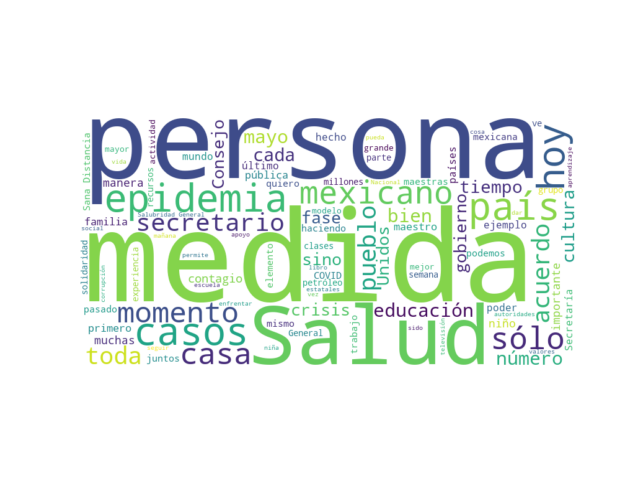 persona
medida
Salud
hoy
epidemia
mexicano
país
secretario
casos
casa
momento
toda
sólo
educación
acuerdo
cultura
pueblo
Unidos
gobierno
tiempo
bien
fase
sino
crisis
número
niño
mayo
cada
Consejo
Sana Distancia
mayor
vida
actividad
recursos
manera
mundo
último
pública
quiero
hecho
grande
parte
puede
países
mexicana
cosa
ve
aprendizaje
grupo
ejemplo
podemos
importante
Secretaría
poder
autoridades
valores
familia
social
solidaridad
Salubridad General
modelo
haciendo
millones
maestras
Nacional
maestro
clases
elemento
libro
COVID
petróleo
estatales
vez
mejor
semana
permite
apoyo
mañana
contagio
escuela
experiencia
corrupción
enfrentar
pasado
primero
muchas
juntos
mismo
General
niña
trabajo
sido
televisión